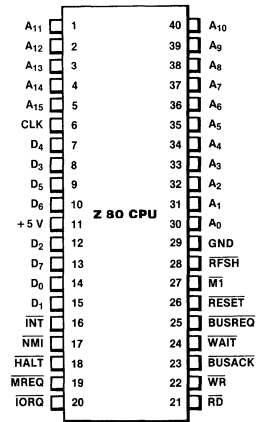 A11 1 40 A10
A12 2 39 A9
A13 3 38 A8
A14 4 37 A7
A15 5 36 A6
CLK 6 35 A5
D4 7 34 A4
D3 8 33 A3
D5 9 32 A2
D6 10 31 A1
Z 80 CPU
+5 V 11 30 A0
D2 12 29 GND
D7 13 28 RFSH
D0 14 27 M1
D1 15 26 RESET
INT 16 25 BUSREQ
NMI 17 24 WAIT
HALT 18 23 BUSACK
MREQ 19 22 WR
IORQ 20 21 RD